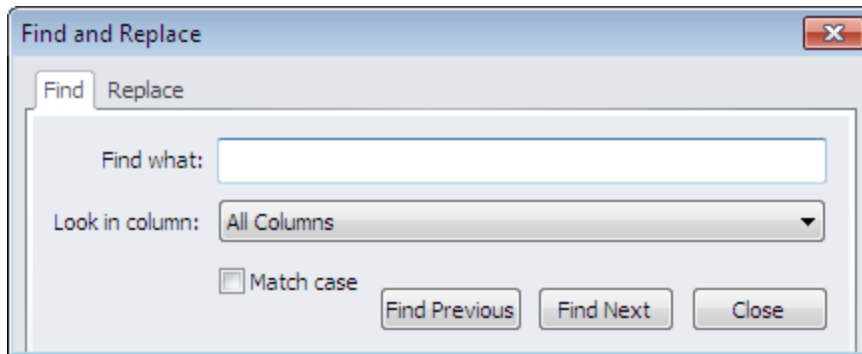 Find and Replace
Find Replace
Find what:
Look in column: All Columns
Match case
Find Previous Find Next Close